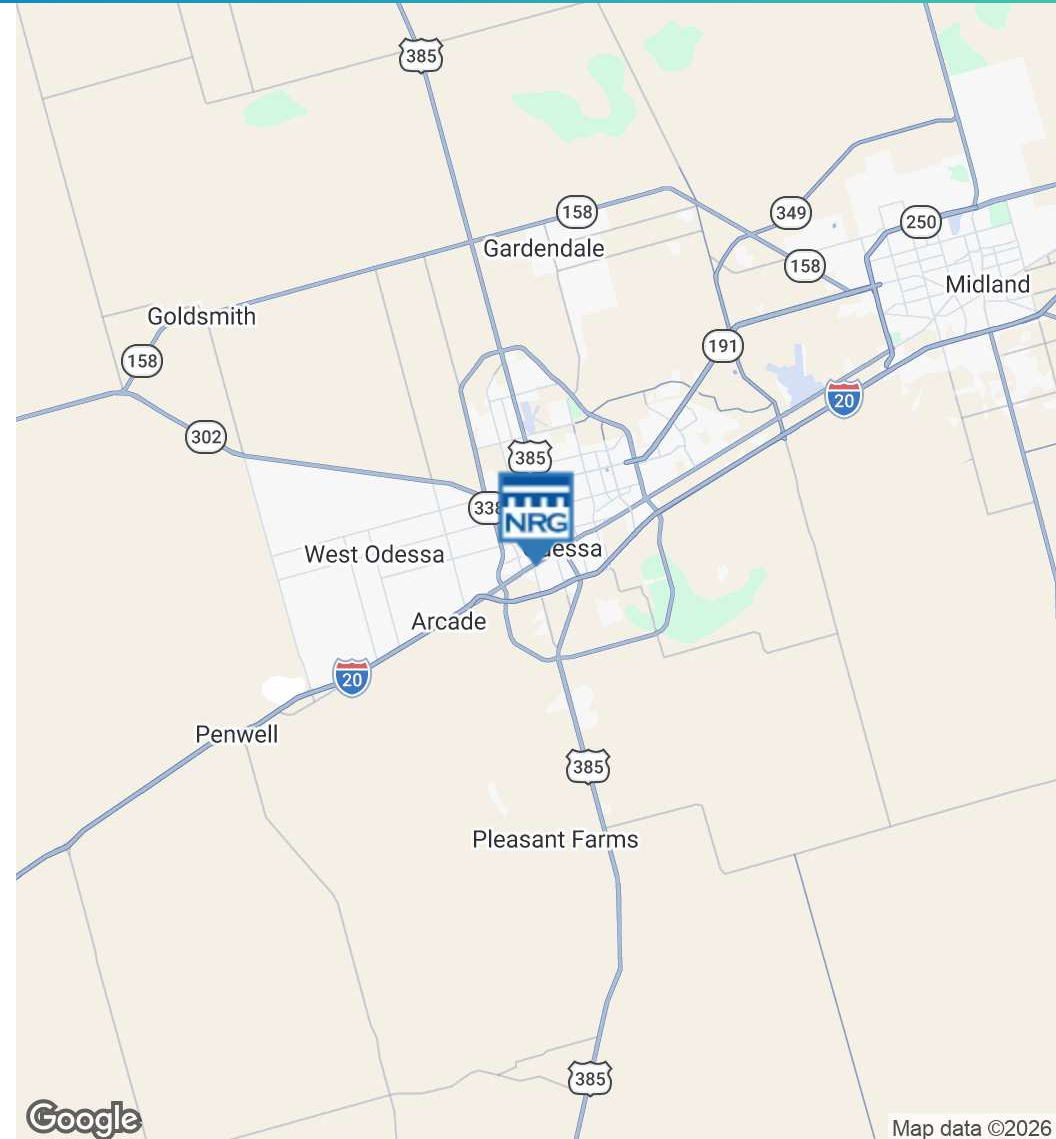 385
158
349
250
Gardendale
158
Midland
Goldsmith
191
158
20
302
385
338
NRG
West Odessa
Odessa
Arcade
20
Penwell
385
Pleasant Farms
385
Google
Map data ©2026